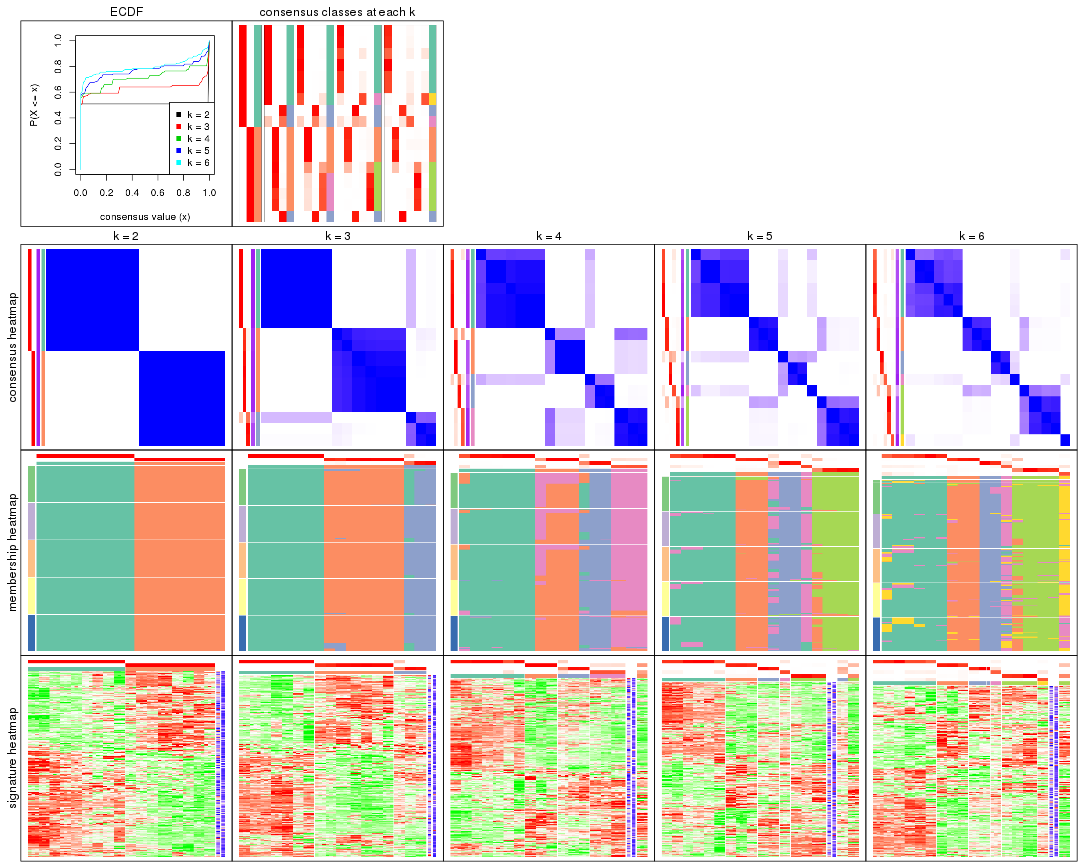 ECDF
consensus classes at each k
P(X <= x)
0.0 0.2 0.4 0.6 0.8 1.0
k = 2
k = 3
k = 4
k = 5
k = 6
0.0 0.2 0.4 0.6 0.8 1.0
consensus value (x)
k = 2 k = 3 k = 4 k = 5 k = 6
consensus heatmap
membership heatmap
signature heatmap